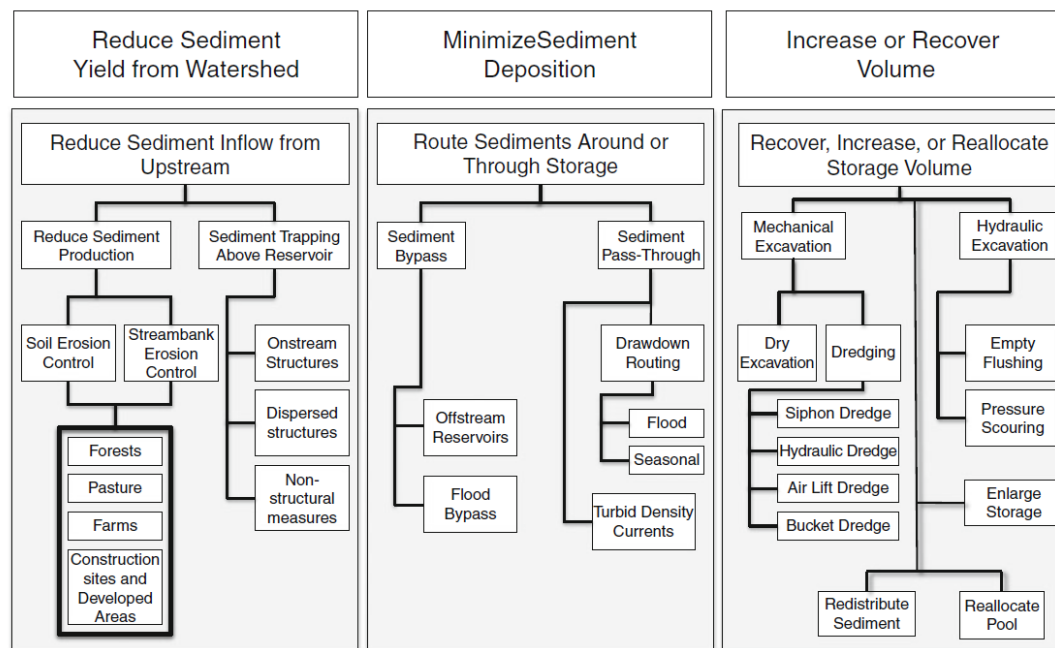 Reduce Sediment
Yield from Watershed
MinimizeSediment
Deposition
Increase or Recover
Volume
Reduce Sediment Inflow from
Upstream
Reduce Sediment
Production
Sediment Trapping
Above Reservoir
Soil Erosion
Control
Streambank
Erosion
Control
Onstream
Structures
Dispersed
structures
Non-
structural
measures
Forests
Pasture
Farms
Construction
sites and
Developed
Areas
Route Sediments Around or
Through Storage
Sediment
Bypass
Sediment
Pass-Through
Drawdown
Routing
Offstream
Reservoirs
Flood
Seasonal
Flood
Bypass
Turbid Density
Currents
Recover, Increase, or Reallocate
Storage Volume
Mechanical
Excavation
Hydraulic
Excavation
Dry
Excavation
Dredging
Empty
Flushing
Siphon Dredge
Hydraulic Dredge
Air Lift Dredge
Bucket Dredge
Pressure
Scouring
Enlarge
Storage
Redistribute
Sediment
Reallocate
Pool